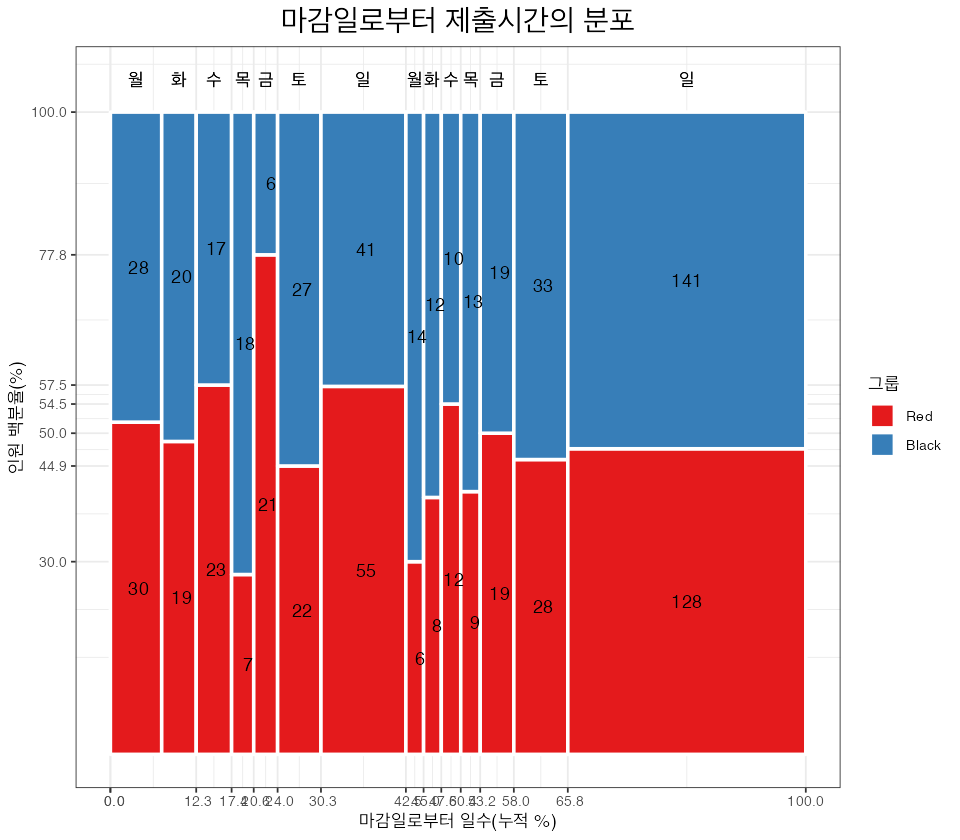 마감일로부터 제출시간의 분포
월 화 수 목 금 토 일 월 화 수 목 금 토 일
100.0
77.8
57.5
54.5
50.0
44.9
30.0
인원 백분율(%)
28 20 17 18 6 27 41 14 12 10 13 19 33 141
30 19 23 7 21 22 55 6 8 12 9 19 28 128
0.0 12.3 20.6 24.0 30.3 58.0 65.8 100.0
마감일로부터 일수(누적 %)
그룹
Red
Black